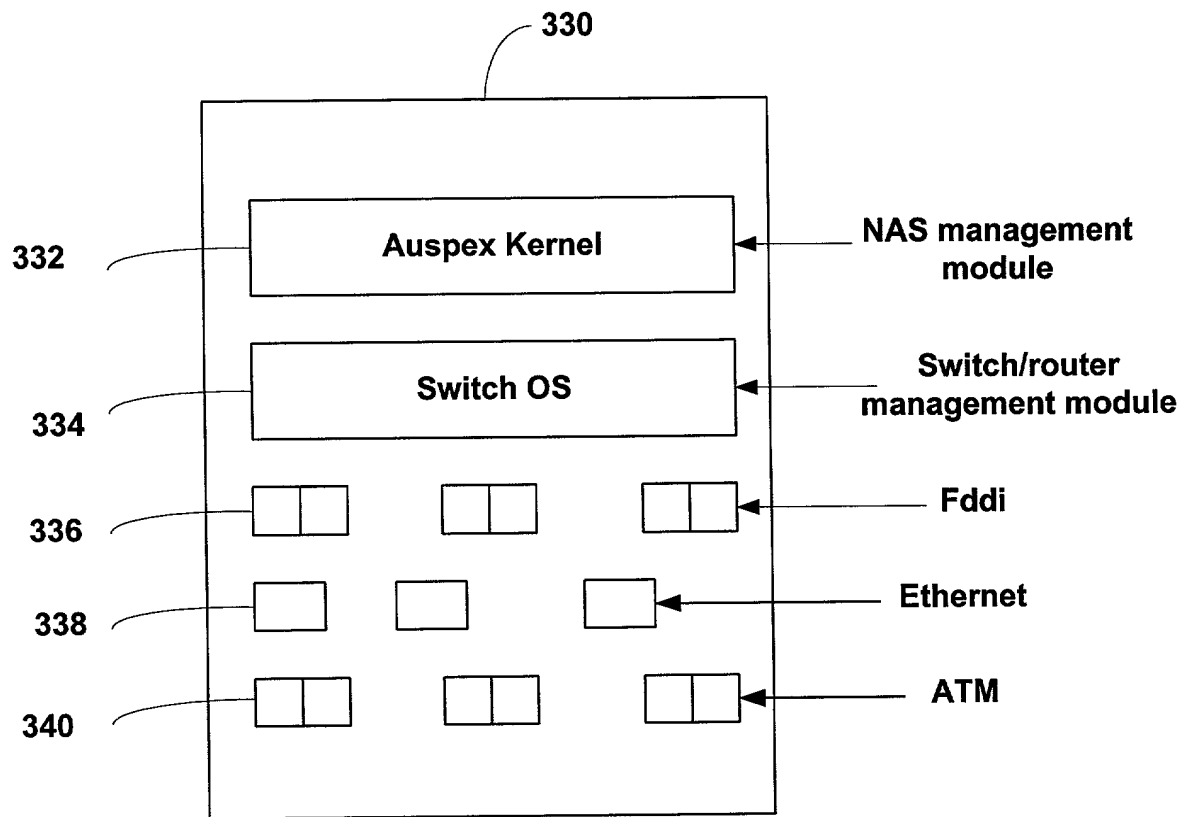 330
332
Auspex Kernel
NAS management
module
334
Switch OS
Switch/router
management module
336
Fddi
338
Ethernet
340
ATM